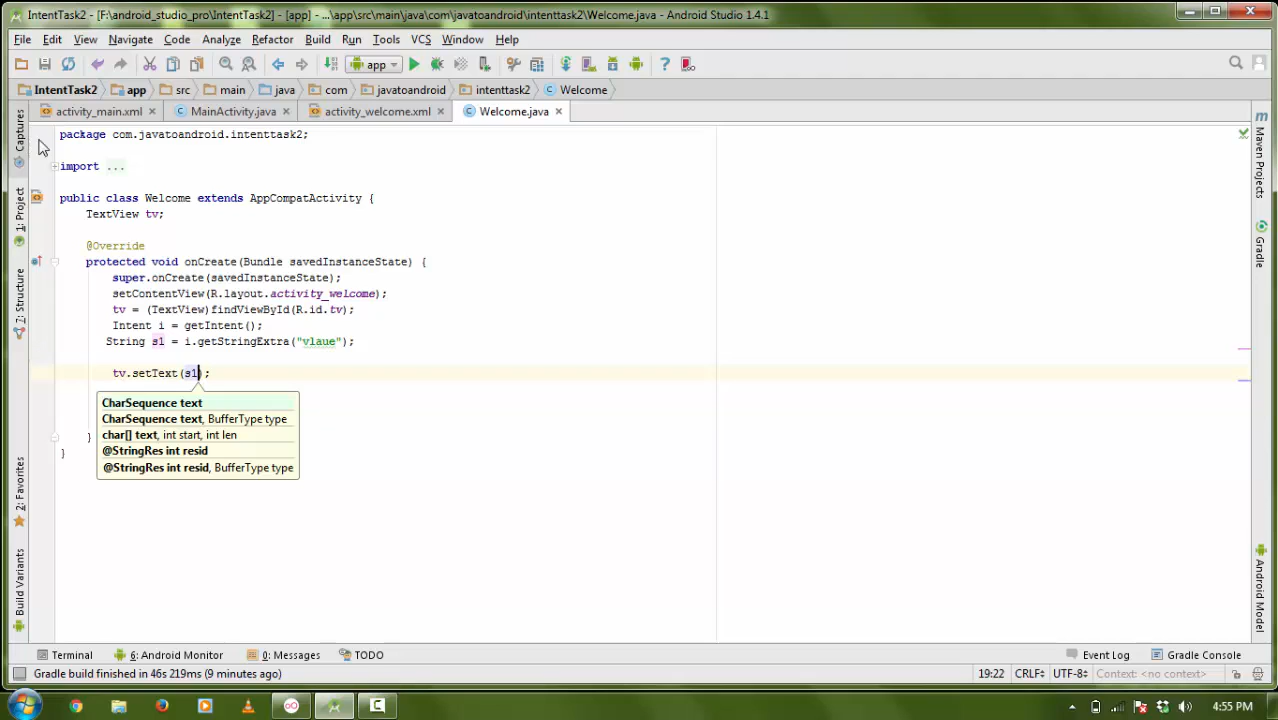 IntentTask2 - [F:\android_studio_pro\IntentTask2] - [app] - ...\app\src\main\java\com\javatoandroid\intenttask2\Welcome.java - Android Studio 1.4.1
File Edit View Navigate Code Analyze Refactor Build Run Tools VCS Window Help
app
IntentTask2 app src main java com javatoandroid intenttask2 Welcome
activity_main.xml MainActivity.java activity_welcome.xml Welcome.java
Captures
1: Project
7: Structure
2: Favorites
Build Variants
package com.javatoandroid.intenttask2;
import ...
public class Welcome extends AppCompatActivity {
TextView tv;
@Override
protected void onCreate(Bundle savedInstanceState) {
super.onCreate(savedInstanceState);
setContentView(R.layout.activity_welcome);
tv = (TextView)findViewById(R.id.tv);
Intent i = getIntent();
String s1 = i.getStringExtra("vlaue");
tv.setText(s1);
CharSequence text
CharSequence text, BufferType type
char[] text, int start, int len
@StringRes int resid
@StringRes int resid, BufferType type
}
}
Maven Projects
Gradle
Android Model
Terminal 6: Android Monitor 0: Messages TODO Event Log Gradle Console
Gradle build finished in 46s 219ms (9 minutes ago) 19:22 CRLF UTF-8 Context: <no context>
4:55 PM